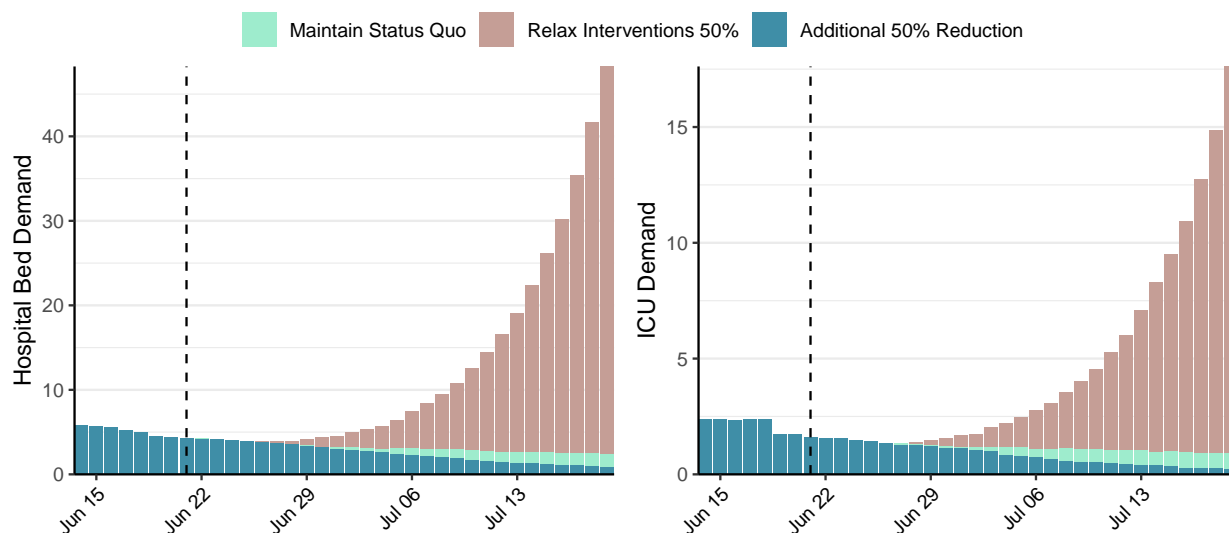 Maintain Status Quo Relax Interventions 50% Additional 50% Reduction
Hospital Bed Demand
40
30
20
10
0
Jun 15 Jun 22 Jun 29 Jul 06 Jul 13
ICU Demand
15
10
5
0
Jun 15 Jun 22 Jun 29 Jul 06 Jul 13